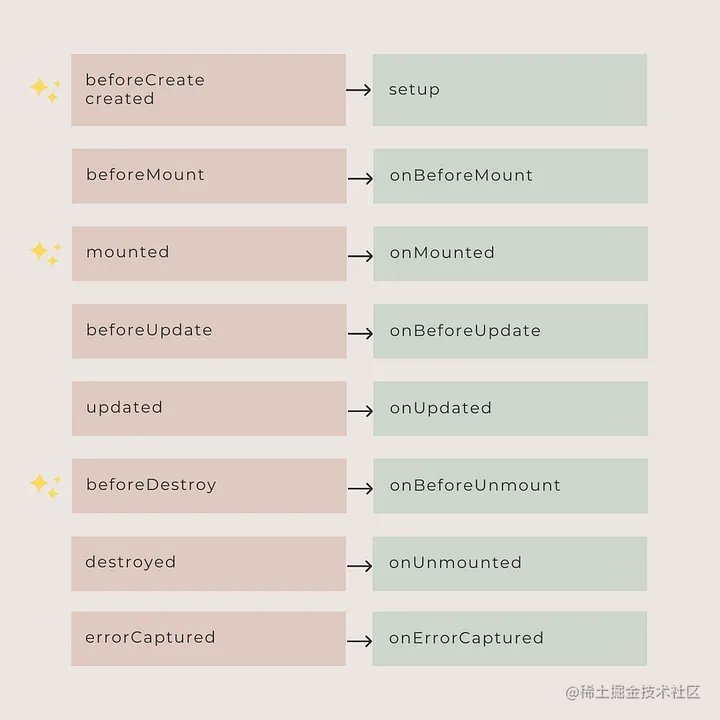 beforeCreate
created
setup
beforeMount
onBeforeMount
mounted
onMounted
beforeUpdate
onBeforeUpdate
updated
onUpdated
beforeDestroy
onBeforeUnmount
destroyed
onUnmounted
errorCaptured
onErrorCaptured
@稀土掘金技术社区